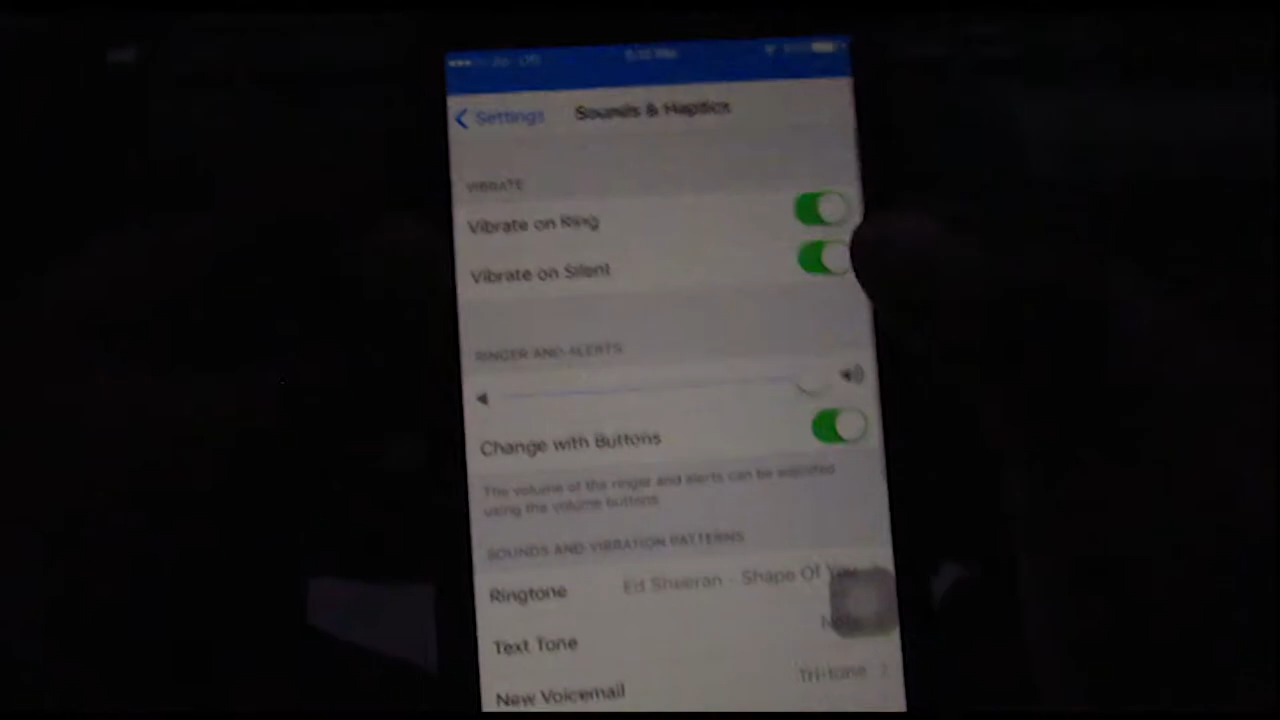 Settings Sounds & Haptics
VIBRATE
Vibrate on Ring
Vibrate on Silent
RINGER AND ALERTS
Change with Buttons
The volume of the ringer and alerts can be adjusted
using the volume buttons.
SOUNDS AND VIBRATION PATTERNS
Ringtone Ed Sheeran - Shape Of You
Text Tone
New Voicemail Tri-tone